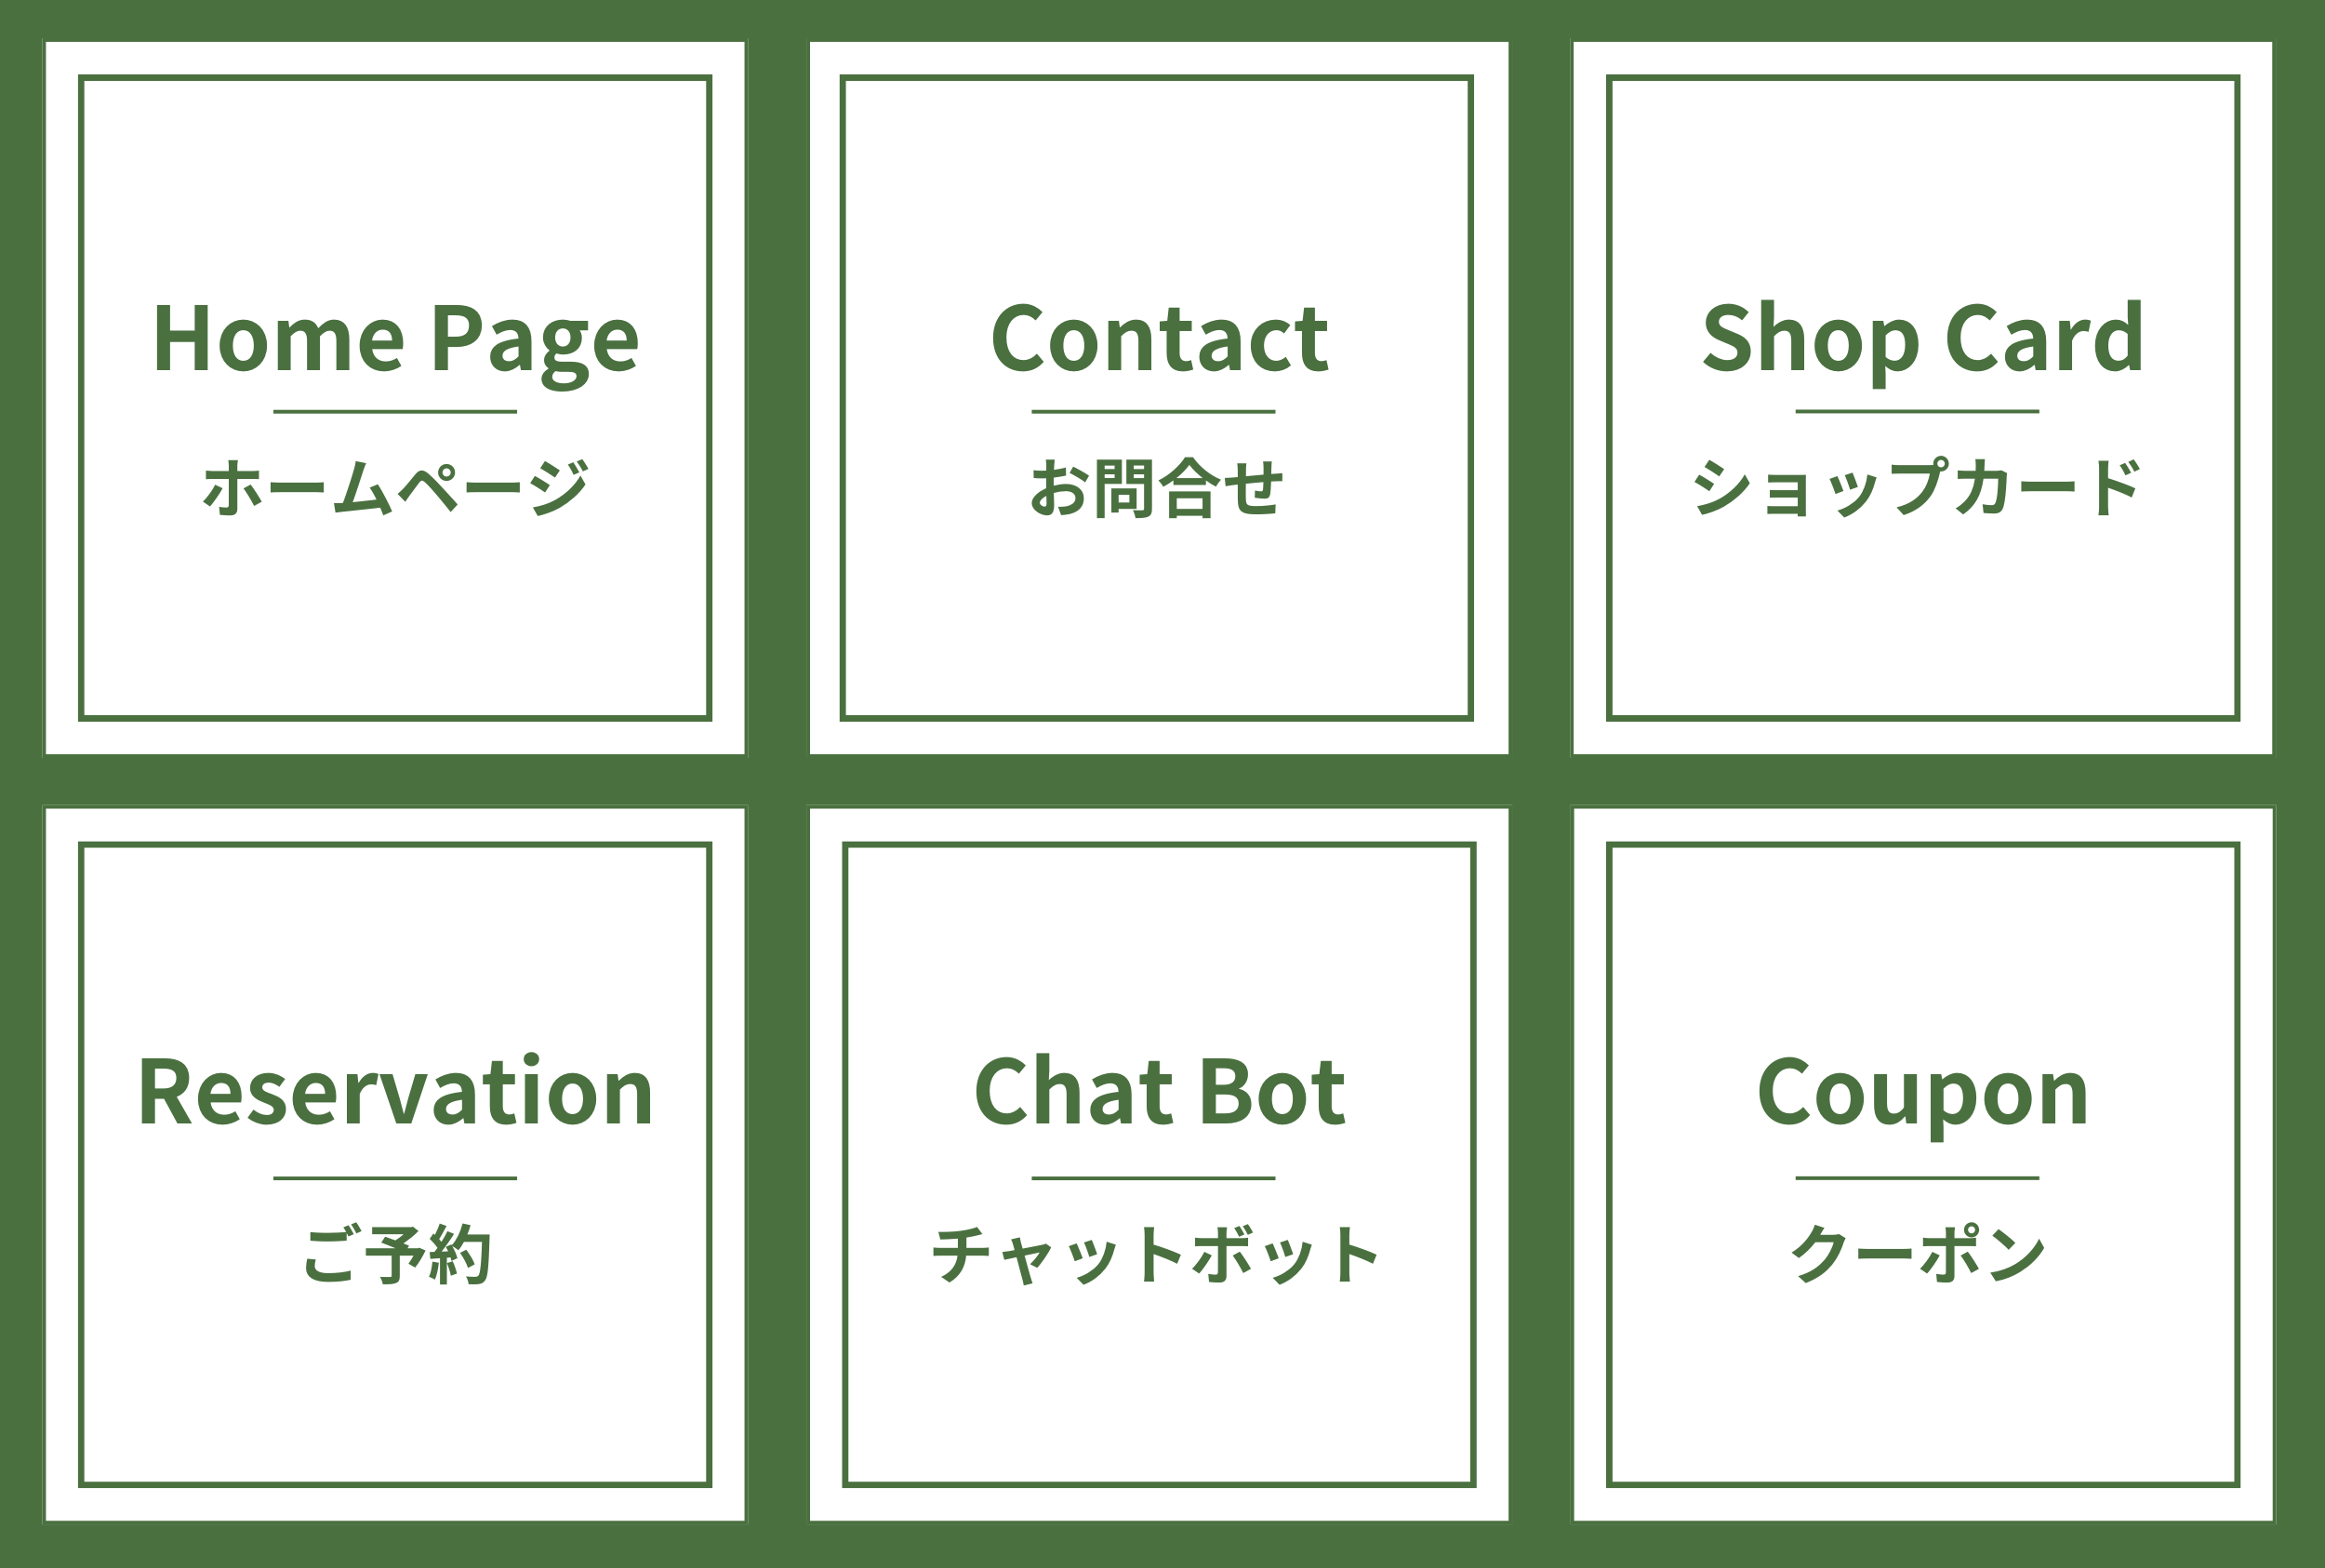 Home Page
ホームページ
Contact
お問合せ
Shop Card
ショップカード
Reservation
ご予約
Chat Bot
チャットボット
Coupon
クーポン